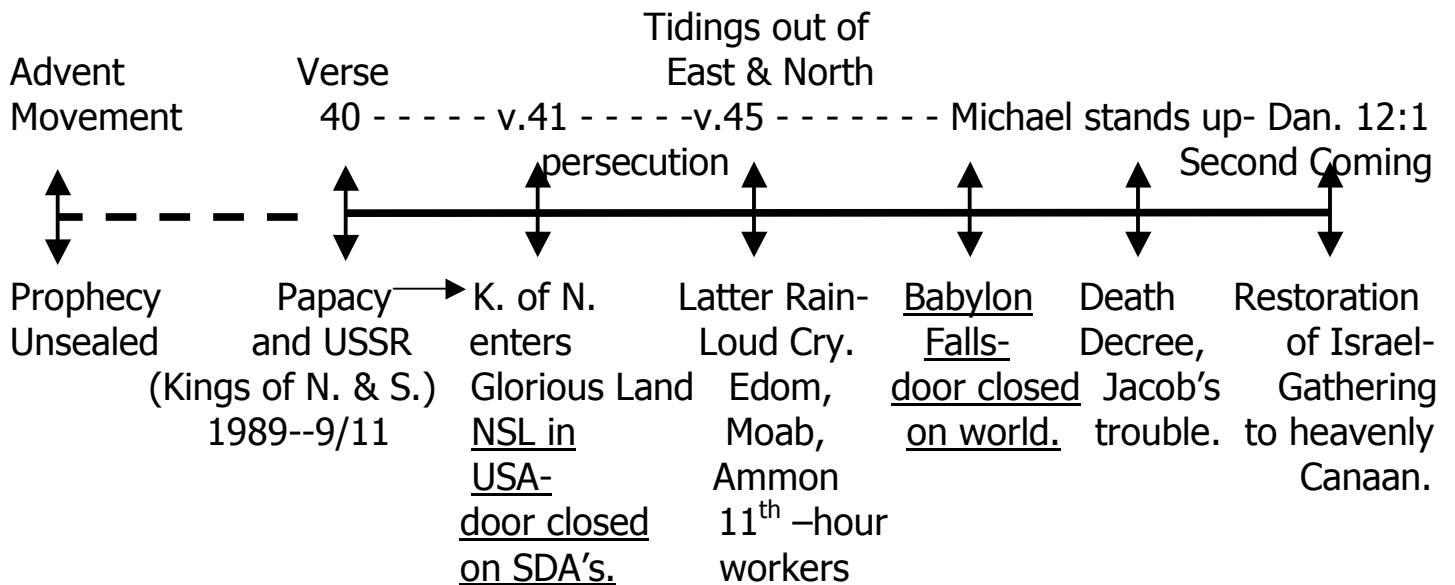 Tidings out of
Advent Verse East & North
Movement 40 - - - - - v.41 - - - - -v.45 - - - - - - - Michael stands up- Dan. 12:1
persecution Second Coming
Prophecy Papacy K. of N. Latter Rain- Babylon Death Restoration
Unsealed and USSR enters Loud Cry. Falls- Decree, of Israel-
(Kings of N. & S.) Glorious Land Edom, door closed Jacob’s Gathering
1989--9/11 NSL in Moab, on world. trouble. to heavenly
USA- Ammon Canaan.
door closed 11th –hour
on SDA’s. workers